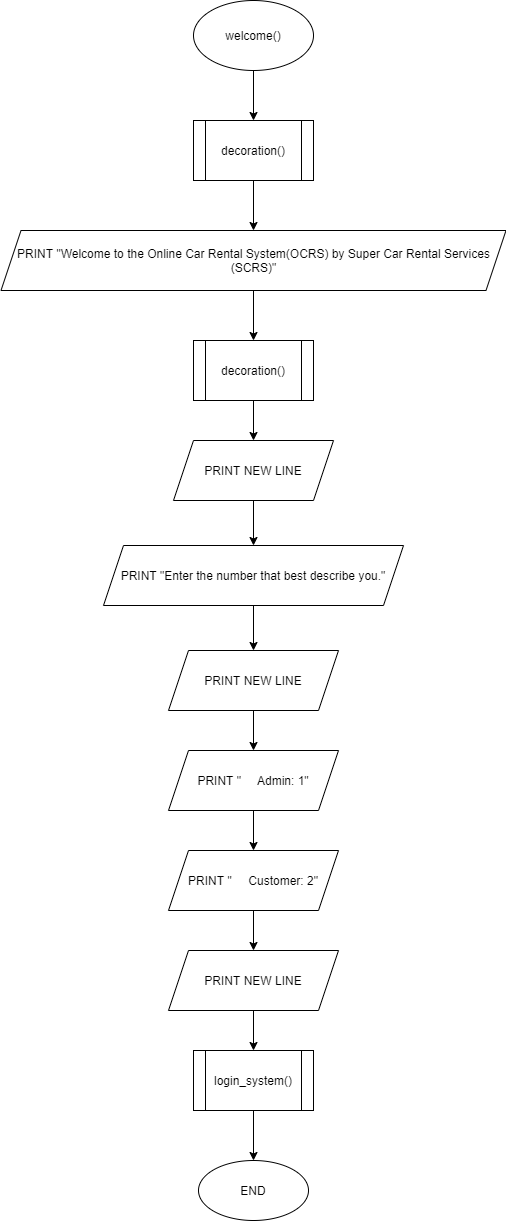 welcome()
decoration()
PRINT "Welcome to the Online Car Rental System(OCRS) by Super Car Rental Services
(SCRS)"
decoration()
PRINT NEW LINE
PRINT "Enter the number that best describe you."
PRINT NEW LINE
PRINT "     Admin: 1"
PRINT "     Customer: 2"
PRINT NEW LINE
login_system()
END